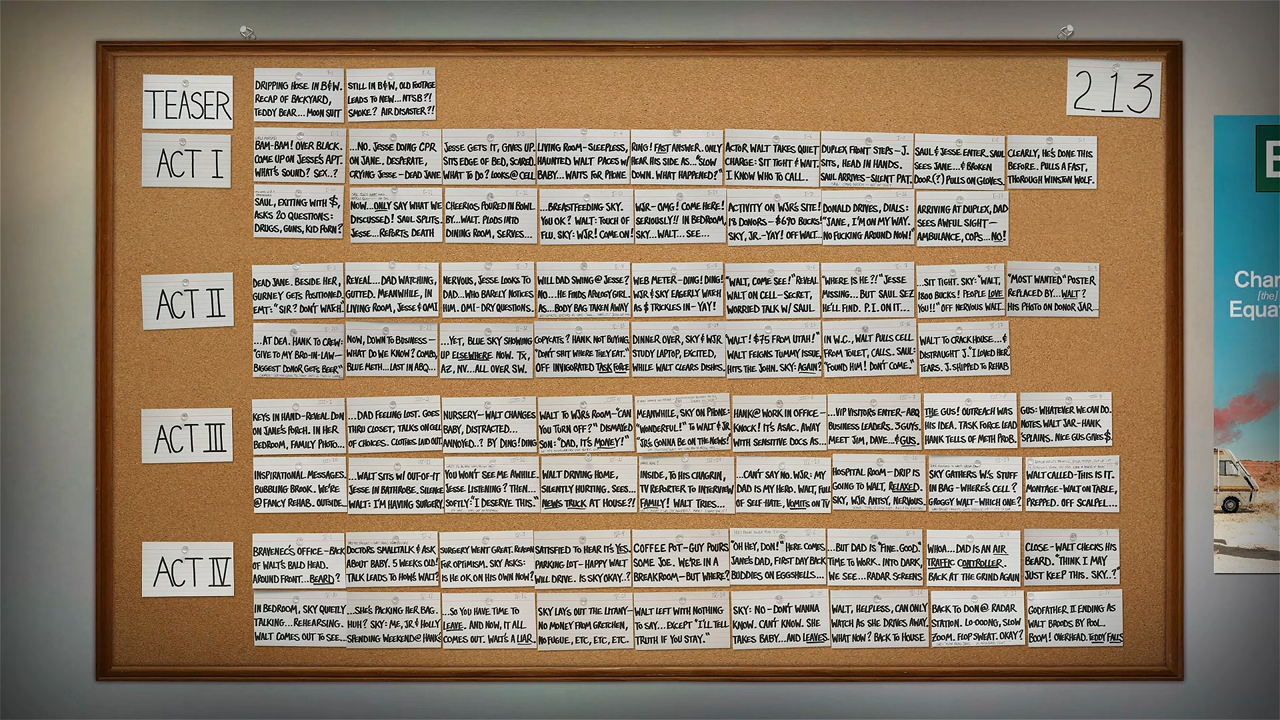 213
TEASER
DRIPPING HOSE IN B&W.
RECAP OF BACKYARD,
TEDDY BEAR... MOON SUIT
STILL IN B&W, OLD FOOTAGE
LEADS TO NEW... NTSB?!
SMOKE? AIR DISASTER?!
ACT I
BAM-BAM! OVER BLACK.
COME UP ON JESSE'S APT.
WHAT'S SOUND? SEX..?
...NO. JESSE DOING CPR
ON JANE. DESPERATE,
CRYING JESSE-DEAD JANE
JESSE GETS IT, GIVES UP.
SITS EDGE OF BED, SCARED.
WHAT TO DO? LOOKS@CELL
LIVING ROOM-SLEEPLESS,
HAUNTED WALT PACES W/
BABY...WAITS FOR PHONE
RING! FAST ANSWER. ONLY
HEAR HIS SIDE AS..."SLOW
DOWN. WHAT HAPPENED?"
ACTOR WALT TAKES QUIET
CHARGE: SIT TIGHT & WAIT.
I KNOW WHO TO CALL...
DUPLEX FRONT STEPS-J.
SITS, HEAD IN HANDS.
SAUL ARRIVES-SILENT PAT.
SAUL & JESSE ENTER. SAUL
SEES JANE...& BROKEN
DOOR(?) PULLS ON GLOVES.
CLEARLY, HE'S DONE THIS
BEFORE. PULLS A FAST,
THOROUGH WINSTON WOLF.
SAUL, EXITING WITH $,
ASKS 20 QUESTIONS:
DRUGS, GUNS, KID PORN?
NOW...ONLY SAY WHAT WE
DISCUSSED! SAUL SPLITS.
JESSE...REPORTS DEATH
CHEERIOS POURED IN BOWL
BY...WALT. PLODS INTO
DINING ROOM, SERVES...
...BREASTFEEDING SKY.
YOU OK? WALT: TOUCH OF
FLU. SKY: WJR! COME ON!
WJR-OMG! COME HERE!
SERIOUSLY!! IN BEDROOM,
SKY...WALT... SEE...
ACTIVITY ON WJRS SITE!
18 DONORS-$690 BUCKS!
SKY, JR.-YAY! OFF WALT...
DONALD DRIVES, DIALS:
"JANE, I'M ON MY WAY.
NO FUCKING AROUND NOW!"
ARRIVING AT DUPLEX, DAD
SEES AWFUL SIGHT-
AMBULANCE, COPS...NO!
ACT II
DEAD JANE. BESIDE HER,
GURNEY GETS POSITIONED.
EMT: "SIR? DON'T WATCH.
REVEAL...DAD WATCHING,
GUTTED. MEANWHILE, IN
LIVING ROOM, JESSE & OMI
NERVOUS, JESSE LOOKS TO
DAD...WHO BARELY NOTICES
HIM. OMI-DRY QUESTIONS.
WILL DAD SWING@JESSE?
NO...HE FINDS APOLOGY GIRL.
AS...BODY BAG TAKEN AWAY
WEB METER-DING! DING!
WJR & SKY EAGERLY WATCH
AS $ TRICKLES IN-YAY!
"WALT, COME SEE!" REVEAL
WALT ON CELL-SECRET,
WORRIED TALK W/ SAUL.
"WHERE IS HE?!" JESSE
MISSING...BUT SAUL SEZ
HE'LL FIND. P.I. ON IT...
...SIT TIGHT. SKY: "WALT,
1800 BUCKS! PEOPLE LOVE
YOU!!" OFF NERVOUS WAIT.
"MOST WANTED" POSTER
REPLACED BY...WALT?
HIS PHOTO ON DONOR JAR
...AT DEA. HANK TO CREW:
"GIVE TO MY BRO-IN-LAW-
BIGGEST DONOR GETS BEER"
NOW, DOWN TO BUSINESS-
WHAT DO WE KNOW? COMBO,
BLUE METH...LAST IN ABQ...
...YET, BLUE SKY SHOWING
UP ELSEWHERE NOW. TX,
AZ, NV...ALL OVER SW.
COPYCATS? HANK NOT BUYING.
"DON'T SHIT WHERE THEY EAT."
OFF INVIGORATED TASK FORCE
DINNER OVER, SKY & WJR
STUDY LAPTOP, EXCITED,
WHILE WALT CLEARS DISHES.
WALT! $75 FROM UTAH!
WALT FEIGNS TUMMY ISSUE,
HITS THE JOHN. SKY: AGAIN?
IN W.C., WALT PULLS CELL
FROM TOILET, CALLS. SAUL:
"FOUND HIM! DON'T COME."
WALT TO CRACK HOUSE...&
DISTRAUGHT J. "I LOVED HER."
TEARS. J SHIPPED TO REHAB
ACT III
KEYS IN HAND-REVEAL DON
ON JANE'S PORCH. IN HER
BEDROOM, FAMILY PHOTO...
...DAD FEELING LOST. GOES
THRU CLOSET, TALKS ON CELL
OF CHOICES. CLOTHES LAID OUT.
NURSERY-WALT CHANGES
BABY, DISTRACTED...
ANNOYED..? BY DING! DING
WALT TO WJRS ROOM-"CAN
YOU TURN OFF?" DISMAYED
SON: "DAD, IT'S MONEY!"
MEANWHILE, SKY ON PHONE:
"WONDERFUL!" TO WALT & JR,
"JR'S GONNA BE ON THE NEWS!
HANK@WORK IN OFFICE-
KNOCK! IT'S ASAC. AWAY
WITH SENSITIVE DOCS AS...
...VIP VISITORS ENTER-ABQ
BUSINESS LEADERS. 3 GUYS.
MEET JIM, DAVE...& GUS.
THE GUS! OUTREACH WAS
HIS IDEA. TASK FORCE LEAD
HANK TELLS OF METH PROB.
GUS: WHATEVER WE CAN DO.
NOTES WALT JAR-HANK
'SPLAINS. NICE GUS GIVES $.
INSPIRATIONAL MESSAGES.
BUBBLING BROOK. WE'RE
@FANCY REHAB. OUTSIDE...
...WALT SITS W/ OUT-OF-IT
JESSE IN BATHROBE. SILENCE
WALT: I'M HAVING SURGERY.
YOU WON'T SEE ME AWHILE.
JESSE LISTENING? THEN...
SOFTLY: "I DESERVE THIS."
WALT DRIVING HOME,
SILENTLY HURTING. SEES...
NEWS TRUCK AT HOUSE?!
INSIDE, TO HIS CHAGRIN,
TV REPORTER TO INTERVIEW
FAMILY! WALT TRIES...
...CAN'T SAY NO. WJR: MY
DAD IS MY HERO. WALT, FULL
OF SELF HATE, VOMITS ON TV
HOSPITAL ROOM-DRIP IS
GOING TO WALT, RELAXED.
SKY, WJR ANTSY, NERVOUS.
SKY GATHERS W.'S STUFF
IN BAG-WHERE'S CELL?
GROGGY WALT-WHICH ONE?
WALT CALLED-THIS IS IT.
MONTAGE-WALT ON TABLE,
PREPPED. OFF SCALPEL...
ACT IV
BRAVENEC'S OFFICE-BACK
OF WALT'S BALD HEAD.
AROUND FRONT...BEARD?
DOCTORS SMALLTALK & ASK
ABOUT BABY. 5 WEEKS OLD!
TALK LEADS TO HOW'S WALT?
SURGERY WENT GREAT. REASON
FOR OPTIMISM. SKY ASKS:
IS HE OK ON HIS OWN NOW?
SATISFIED TO HEAR IT'S YES.
PARKING LOT-HAPPY WALT
WILL DRIVE. IS SKY OKAY..?
COFFEE POT-GUY POURS
SOME JOE. WE'RE IN A
BREAKROOM-BUT WHERE?
"OH HEY, DON!" HERE COMES
JANE'S DAD, FIRST DAY BACK
BUDDIES ON EGGSHELLS...
...BUT DAD IS "FINE. GOOD."
TIME TO WORK. INTO DARK,
WE SEE...RADAR SCREENS
WHOA...DAD IS AN AIR
TRAFFIC CONTROLLER.
BACK AT THE GRIND AGAIN
CLOSE-WALT CHECKS HIS
BEARD. "THINK I MAY
JUST KEEP THIS. SKY..?"
IN BEDROOM, SKY QUIETLY
TALKING...REHEARSING.
WALT COMES OUT TO SEE...
...SHE'S PACKING HER BAG.
HUH? SKY: ME, JR & HOLLY
SPENDING WEEKEND@HANKS
...SO YOU HAVE TIME TO
LEAVE. AND NOW, IT ALL
COMES OUT. WALT'S A LIAR.
SKY LAYS OUT THE LITANY-
NO MONEY FROM GRETCHEN,
NO FUGUE, ETC, ETC, ETC.
WALT LEFT WITH NOTHING
TO SAY...EXCEPT "I'LL TELL
TRUTH IF YOU STAY."
SKY: NO-DON'T WANNA
KNOW. CAN'T KNOW. SHE
TAKES BABY...AND LEAVES.
WALT, HELPLESS, CAN ONLY
WATCH AS SHE DRIVES AWAY.
WHAT NOW? BACK TO HOUSE
BACK TO DON@RADAR
STATION. LO-OOONG, SLOW
ZOOM. FLOP SWEAT. OKAY?
GODFATHER II ENDING AS
WALT BROODS BY POOL.
BOOM! OVERHEAD. TEDDY FALLS
Chan
[the]
Equa